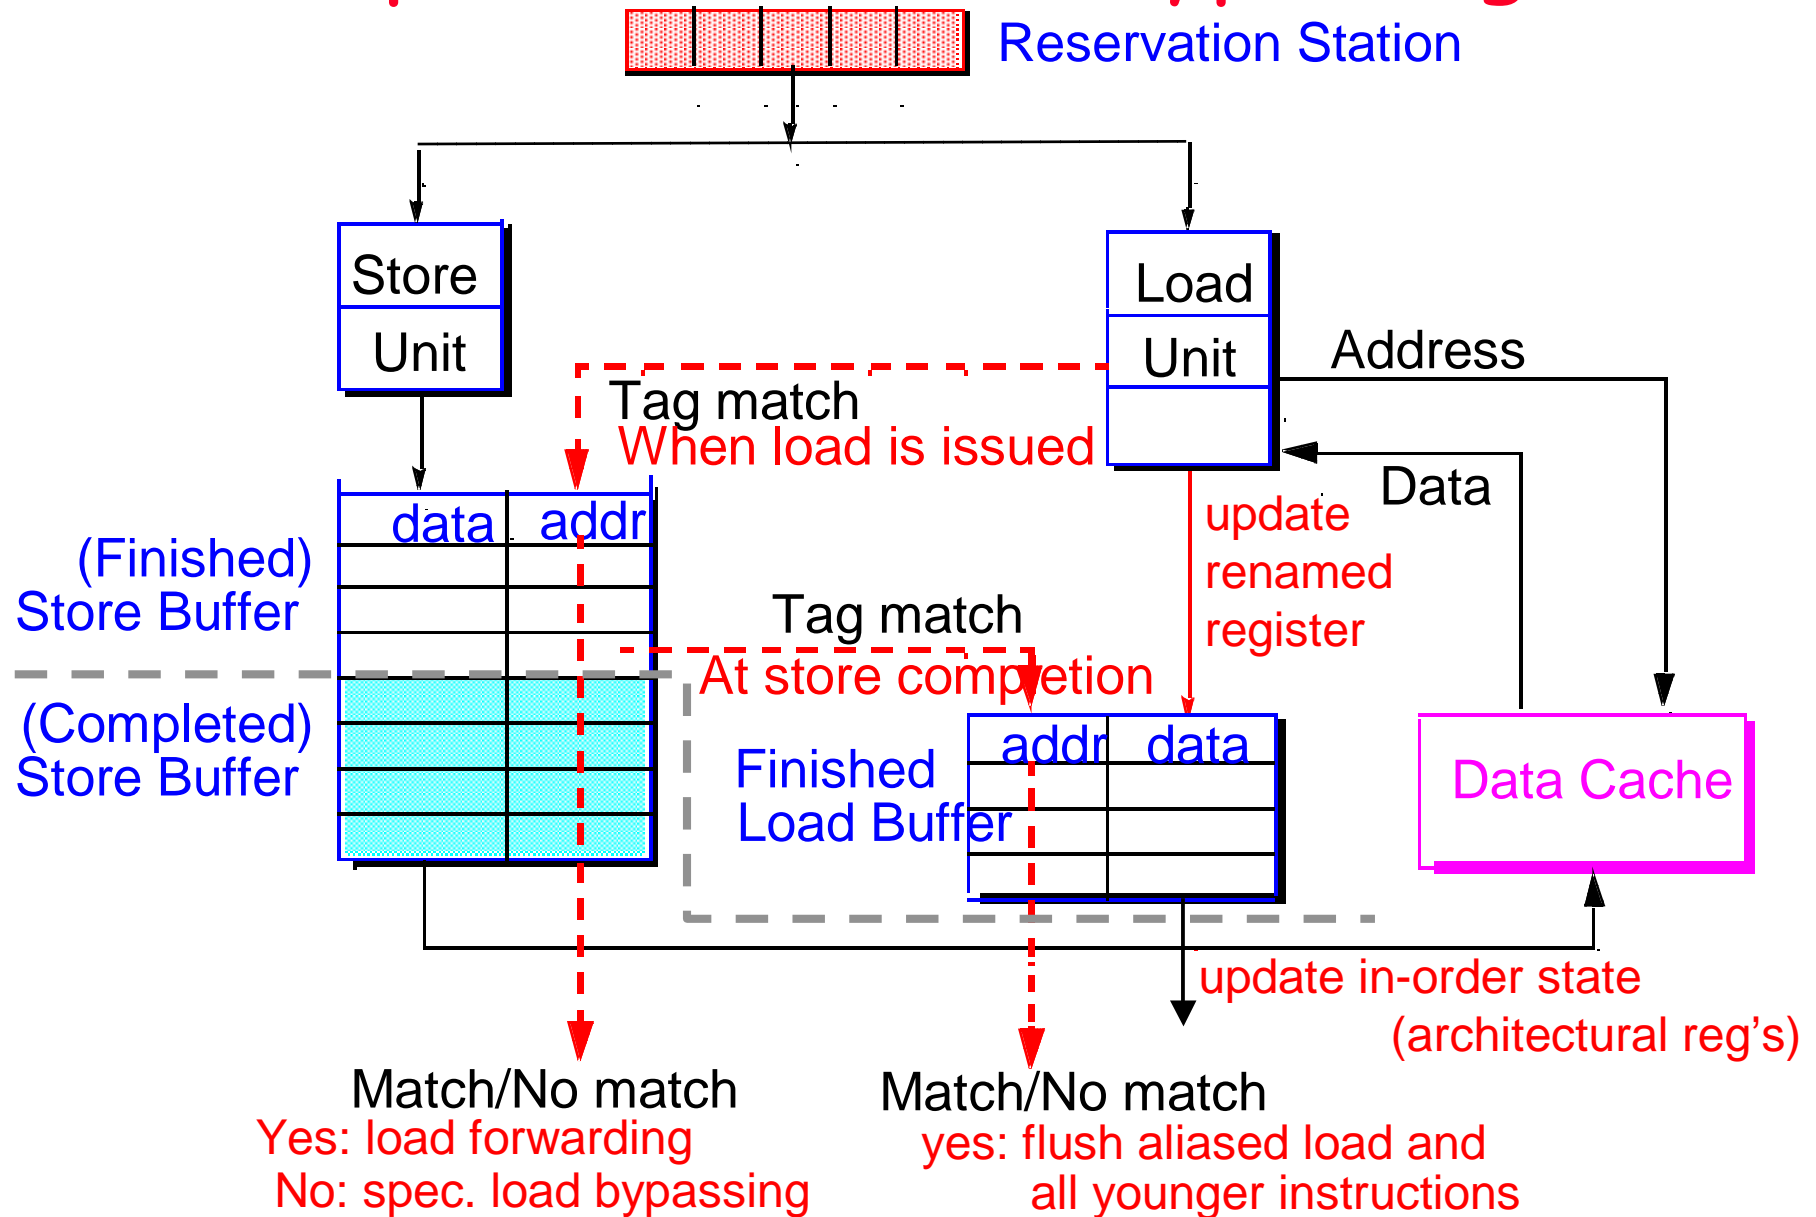 Reservation Station
Store
Unit
Load
Unit
Address
Tag match
When load is issued
Data
data addr
update
renamed
register
(Finished)
Store Buffer
Tag match
At store completion
(Completed)
Store Buffer
addr data
Finished
Load Buffer
Data Cache
update in-order state
(architectural reg's)
Match/No match
Yes: load forwarding
No: spec. load bypassing
Match/No match
yes: flush aliased load and
all younger instructions